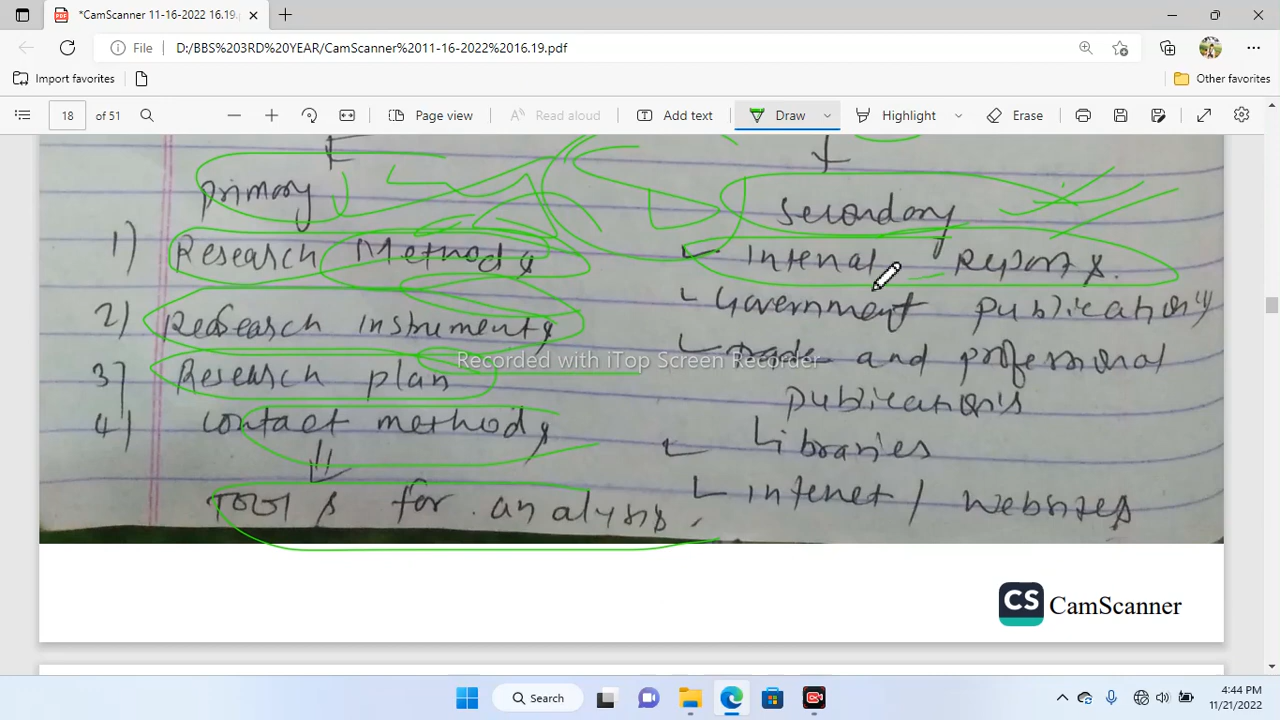 *CamScanner 11-16-2022 16.19.
File D:/BBS%203RD%20YEAR/CamScanner%2011-16-2022%2016.19.pdf
Import favorites
Other favorites
18 of 51
Page view
Read aloud
Add text
Draw
Highlight
Erase
primary
1) Research Methods
2) Research instruments
3) Research plan
4) contact methods
Tools for analysis.
Secondary
Intenal Reports.
Government publications
and professional
publications
Libraries
intenet / websites
Recorded with iTop Screen Recorder
CS CamScanner
Search
4:44 PM
11/21/2022